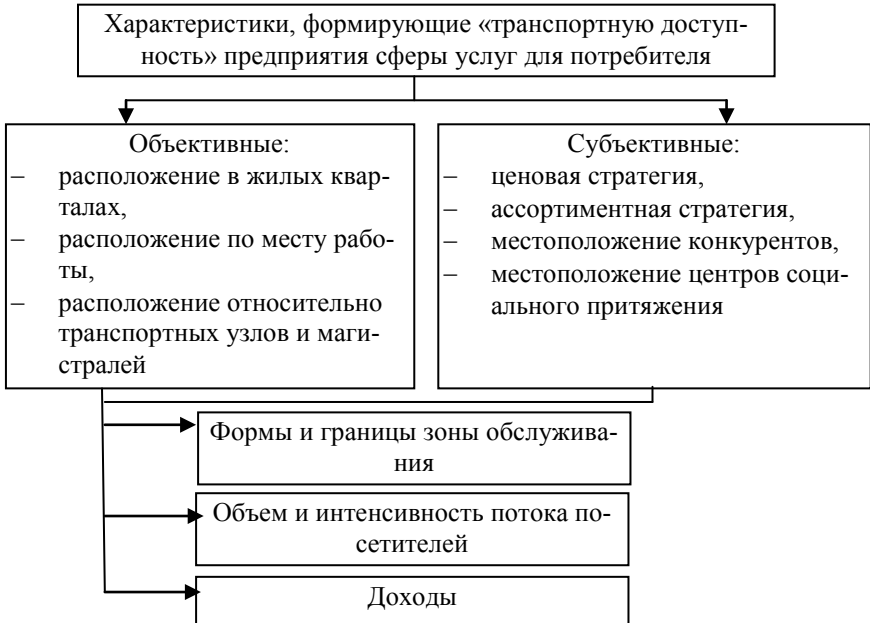 Характеристики, формирующие «транспортную доступ-
ность» предприятия сферы услуг для потребителя
Объективные:
– расположение в жилых квар-
талах,
– расположение по месту рабо-
ты,
– расположение относительно
транспортных узлов и маги-
стралей
Субъективные:
– ценовая стратегия,
– ассортиментная стратегия,
– местоположение конкурентов,
– местоположение центров соци-
ального притяжения
Формы и границы зоны обслужива-
ния
Объем и интенсивность потока по-
сетителей
Доходы